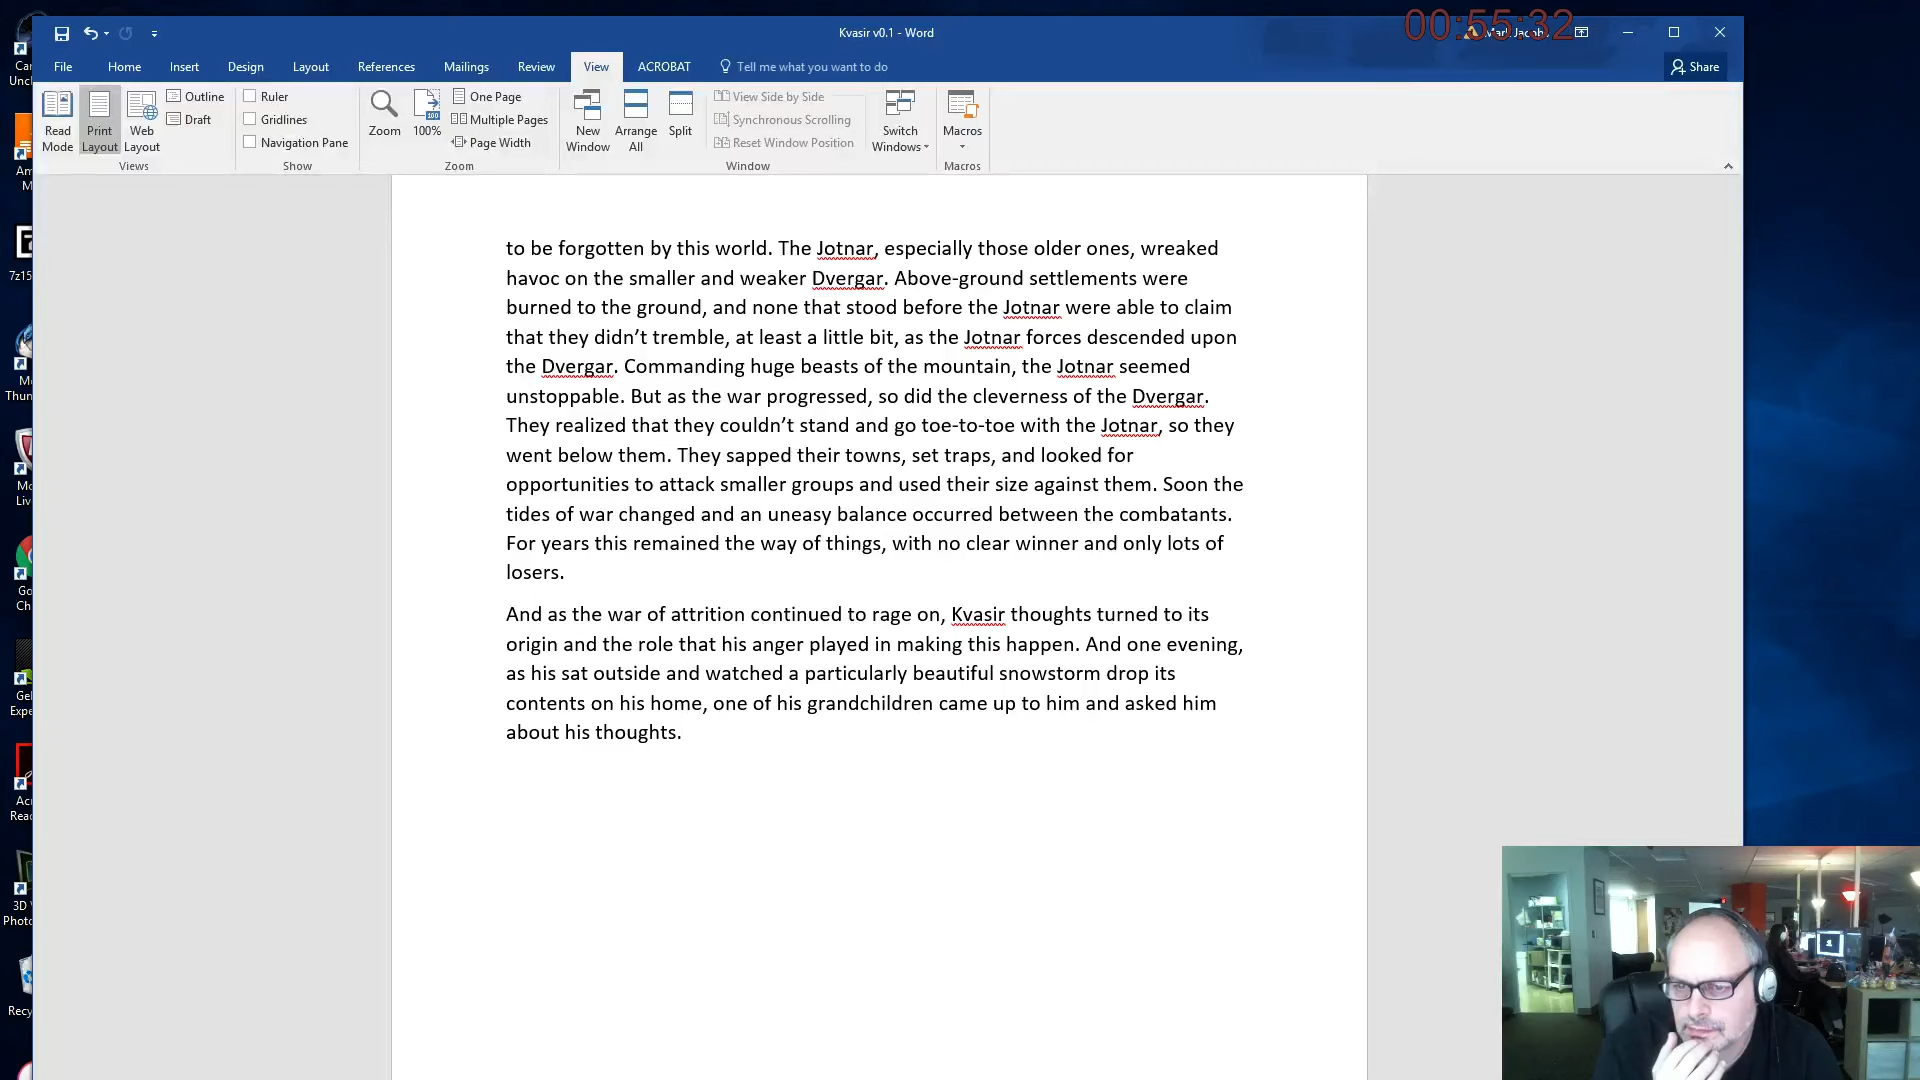 00:55:32
Kvasir v0.1 - Word
File Home Insert Design Layout References Mailings Review View ACROBAT Tell me what you want to do Share
Read Mode
Print Layout
Web Layout
Outline
Draft
Views
Ruler
Gridlines
Navigation Pane
Show
Zoom
100
100%
One Page
Multiple Pages
Page Width
Zoom
New Window
Arrange All
Split
View Side by Side
Synchronous Scrolling
Reset Window Position
Window
Switch Windows
Macros
Macros
to be forgotten by this world. The Jotnar, especially those older ones, wreaked
havoc on the smaller and weaker Dvergar. Above-ground settlements were
burned to the ground, and none that stood before the Jotnar were able to claim
that they didn’t tremble, at least a little bit, as the Jotnar forces descended upon
the Dvergar. Commanding huge beasts of the mountain, the Jotnar seemed
unstoppable. But as the war progressed, so did the cleverness of the Dvergar.
They realized that they couldn’t stand and go toe-to-toe with the Jotnar, so they
went below them. They sapped their towns, set traps, and looked for
opportunities to attack smaller groups and used their size against them. Soon the
tides of war changed and an uneasy balance occurred between the combatants.
For years this remained the way of things, with no clear winner and only lots of
losers.
And as the war of attrition continued to rage on, Kvasir thoughts turned to its
origin and the role that his anger played in making this happen. And one evening,
as his sat outside and watched a particularly beautiful snowstorm drop its
contents on his home, one of his grandchildren came up to him and asked him
about his thoughts.